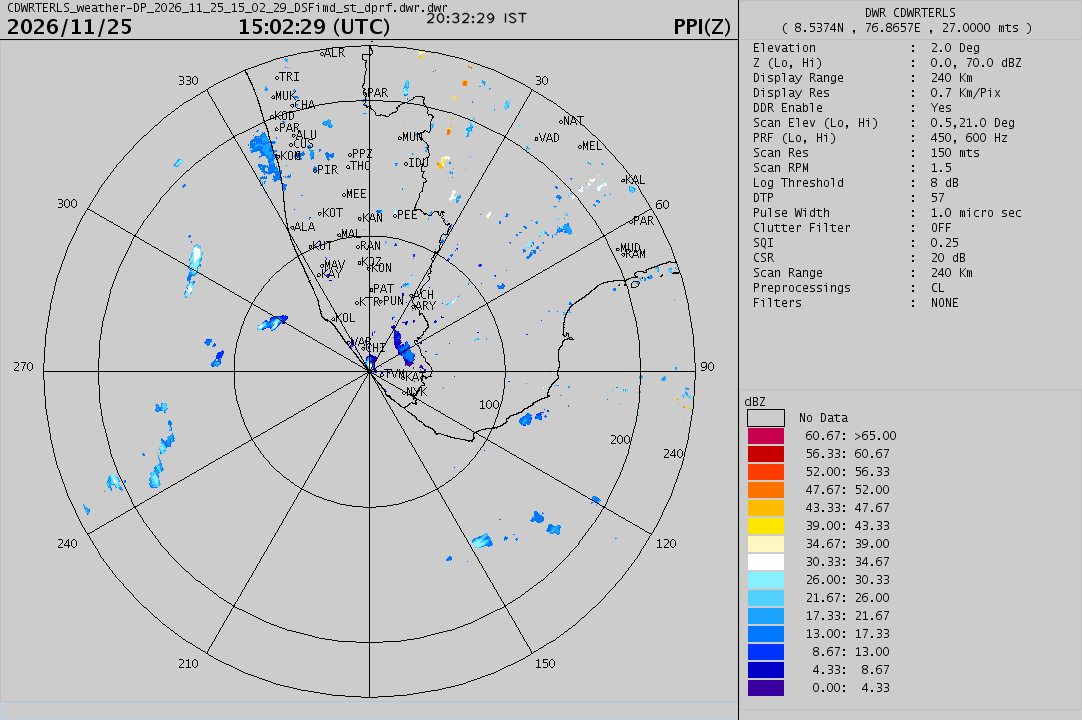 CDWRTERLS_weather-DP_2026_11_25_15_02_29_DSFimd_st_dprf.dwr.dwr
20:32:29 IST
2026/11/25 15:02:29 (UTC) PPI(Z)
DWR CDWRTERLS
( 8.5374N , 76.8657E , 27.0000 mts )
Elevation : 2.0 Deg
Z (Lo, Hi) : 0.0, 70.0 dBZ
Display Range : 240 Km
Display Res : 0.7 Km/Pix
DDR Enable : Yes
Scan Elev (Lo, Hi) : 0.5,21.0 Deg
PRF (Lo, Hi) : 450, 600 Hz
Scan Res : 150 mts
Scan RPM : 1.5
Log Threshold : 8 dB
DTP : 57
Pulse Width : 1.0 micro sec
Clutter Filter : OFF
SQI : 0.25
CSR : 20 dB
Scan Range : 240 Km
Preprocessings : CL
Filters : NONE
dBZ
No Data
60.67: >65.00
56.33: 60.67
52.00: 56.33
47.67: 52.00
43.33: 47.67
39.00: 43.33
34.67: 39.00
30.33: 34.67
26.00: 30.33
21.67: 26.00
17.33: 21.67
13.00: 17.33
8.67: 13.00
4.33: 8.67
0.00: 4.33
ALR
330 TRI 30
MUK PAR
CHA
KOD NAT
PAR
ALU MUN VAD
CUS MEL
KOM PPZ
THO IDU
PIR
KAL
MEE
300 60
KOT KAN PEE
PAR
ALA
MAL
KUT RAN MUD
RAM
KOZ
MAV KON
KAY
PAT
ACH
KTR PUN
ARY
KOL
VAR
CHI
270 90
TVM KAT
NYK
100
200
240
240 120
210 150